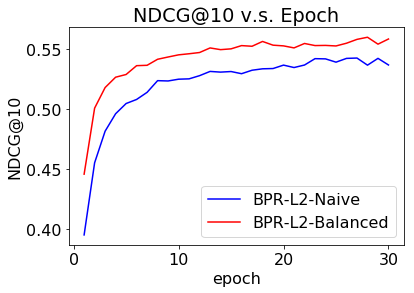 NDCG@10 v.s. Epoch
NDCG@10
0.55
0.50
0.45
0.40
BPR-L2-Naive
BPR-L2-Balanced
0 10 20 30
epoch